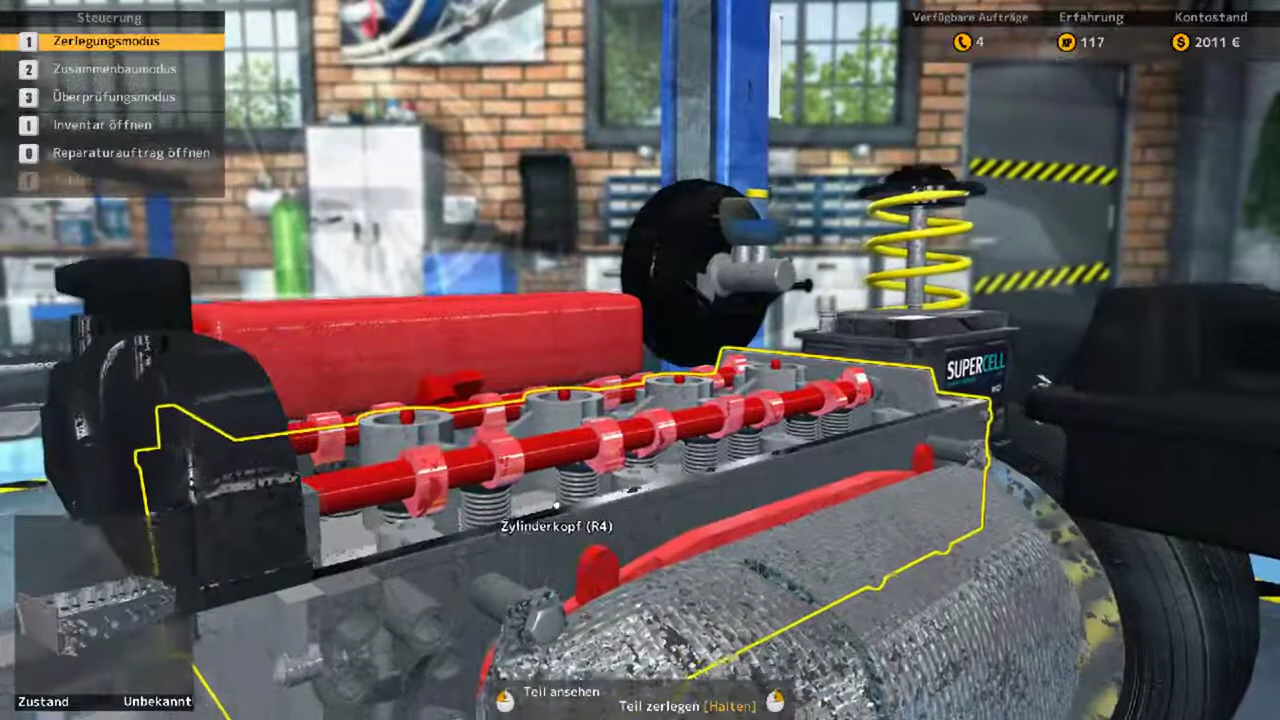 Steuerung
1 Zerlegungsmodus
2 Zusammenbaumodus
3 Überprüfungsmodus
I Inventar öffnen
O Reparaturauftrag öffnen
Verfügbare Aufträge
4
Erfahrung
XP 117
Kontostand
$ 2011 €
SUPERCELL
Zylinderkopf (R4)
Zustand Unbekannt
Teil ansehen
Teil zerlegen [Halten]